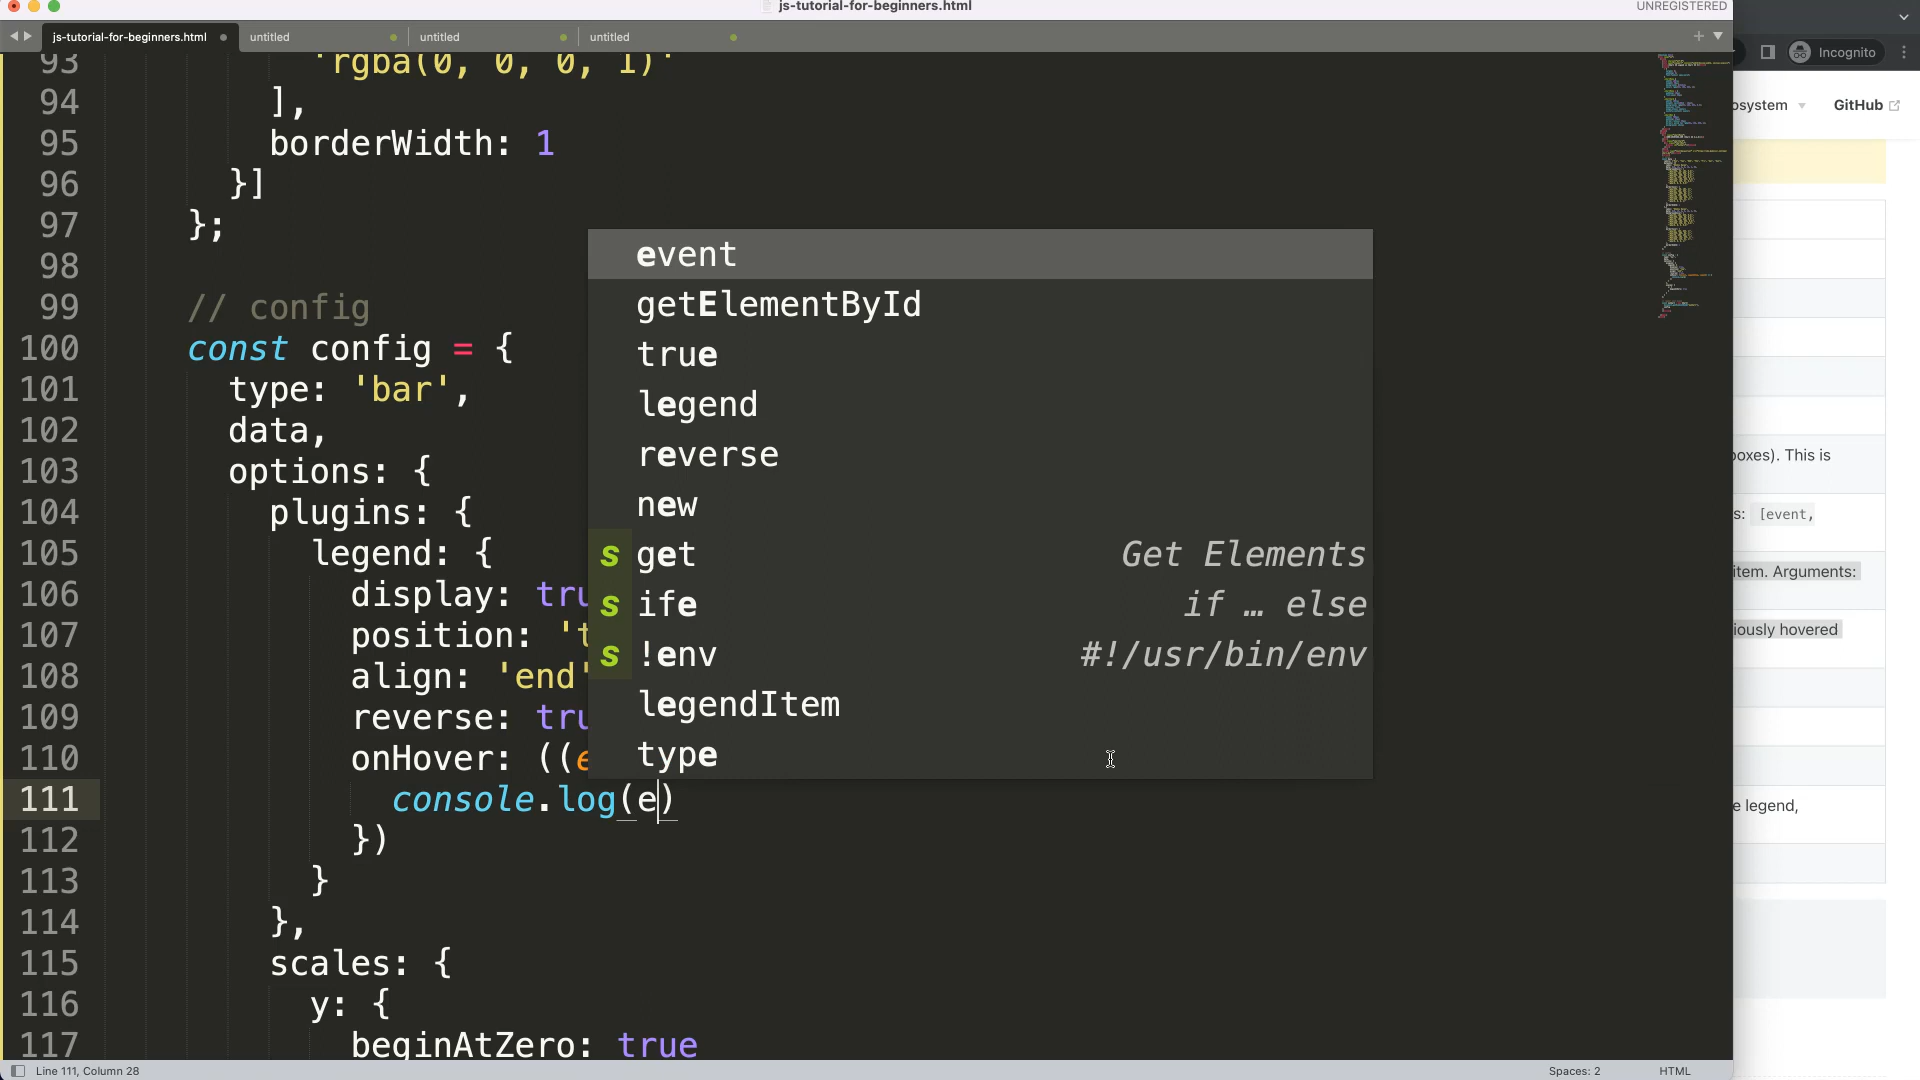 js-tutorial-for-beginners.html
UNREGISTERED
js-tutorial-for-beginners.html
untitled
untitled
untitled
Incognito
93 'rgba(0, 0, 0, 1)'
94 ],
95 borderWidth: 1
96 }]
97 };
98
99 // config
100 const config = {
101 type: 'bar',
102 data,
103 options: {
104 plugins: {
105 legend: {
106 display: tru
107 position: 't
108 align: 'end'
109 reverse: tru
110 onHover: ((e
111 console.log(e)
112 })
113 }
114 },
115 scales: {
116 y: {
117 beginAtZero: true
event
getElementById
true
legend
reverse
new
s get Get Elements
s ife if … else
s !env #!/usr/bin/env
legendItem
type
osystem
GitHub
boxes). This is
s: [event,
item. Arguments:
iously hovered
e legend,
Line 111, Column 28
Spaces: 2
HTML